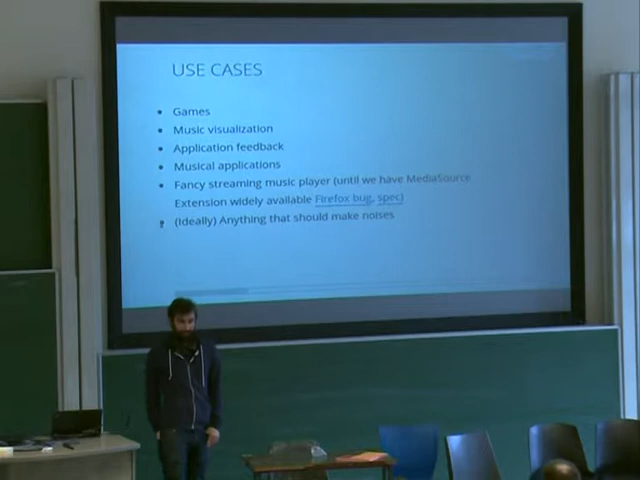 USE CASES
• Games
• Music visualization
• Application feedback
• Musical applications
• Fancy streaming music player (until we have MediaSource
Extension widely available Firefox bug, spec)
• (Ideally) Anything that should make noises